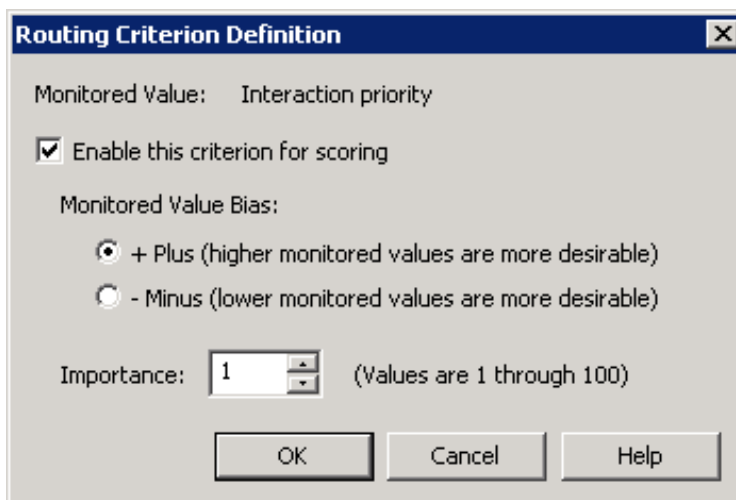 Routing Criterion Definition
Monitored Value: Interaction priority
Enable this criterion for scoring
Monitored Value Bias:
+ Plus (higher monitored values are more desirable)
- Minus (lower monitored values are more desirable)
Importance: 1 (Values are 1 through 100)
OK Cancel Help